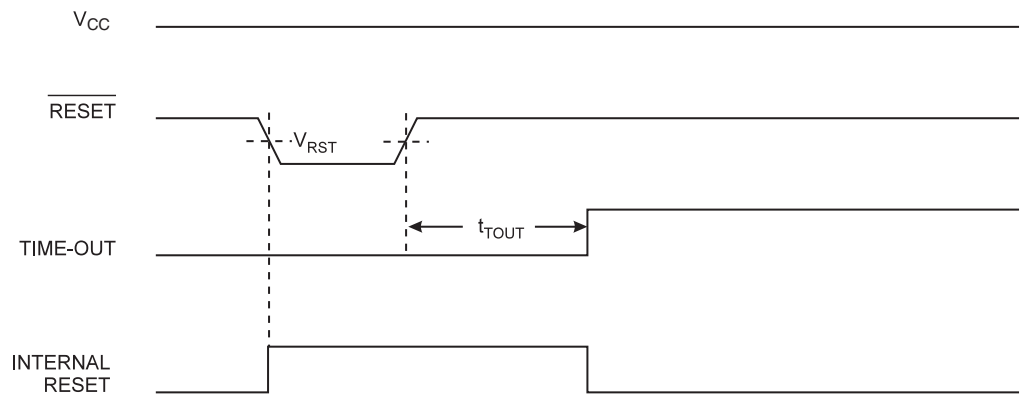 VCC
RESET
VRST
tTOUT
TIME-OUT
INTERNAL
RESET